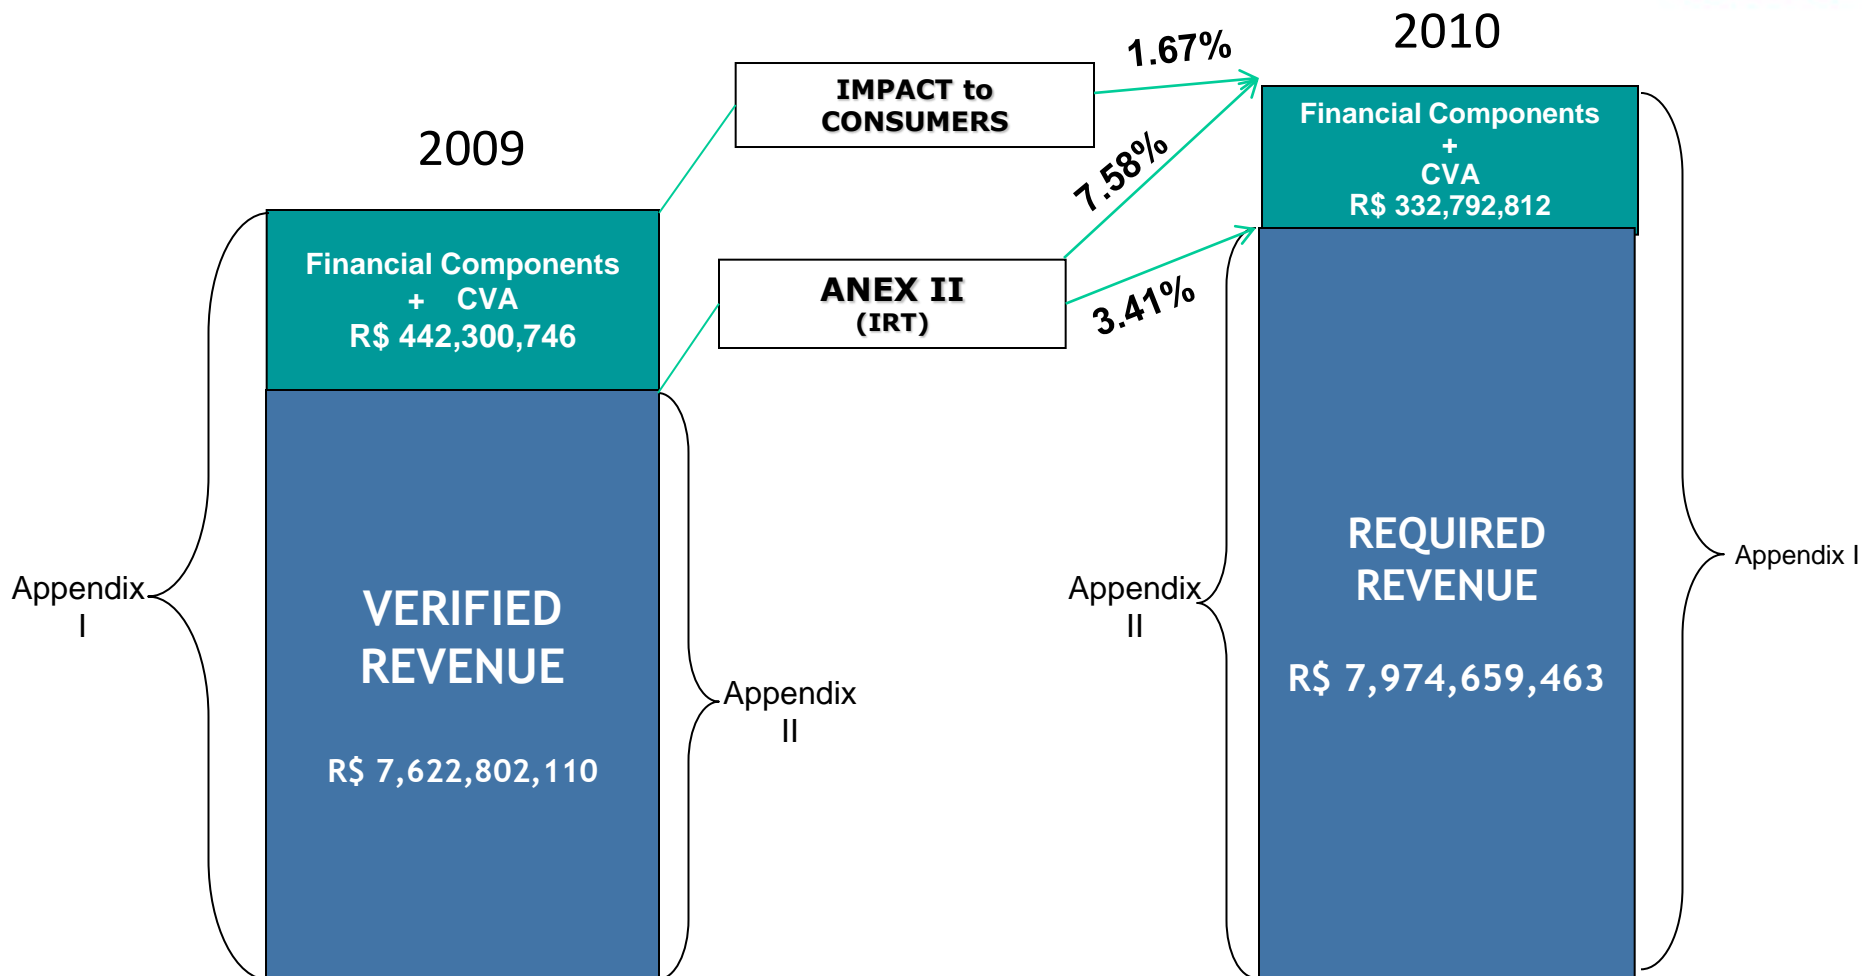 2010
1.67%
IMPACT to
CONSUMERS
Financial Components
+
CVA
R$ 332,792,812
2009
7.58%
Financial Components
+ CVA
R$ 442,300,746
ANEX II
(IRT)
3.41%
REQUIRED
REVENUE
R$ 7,974,659,463
Appendix I
Appendix
I
VERIFIED
REVENUE
R$ 7,622,802,110
Appendix
II
Appendix
II